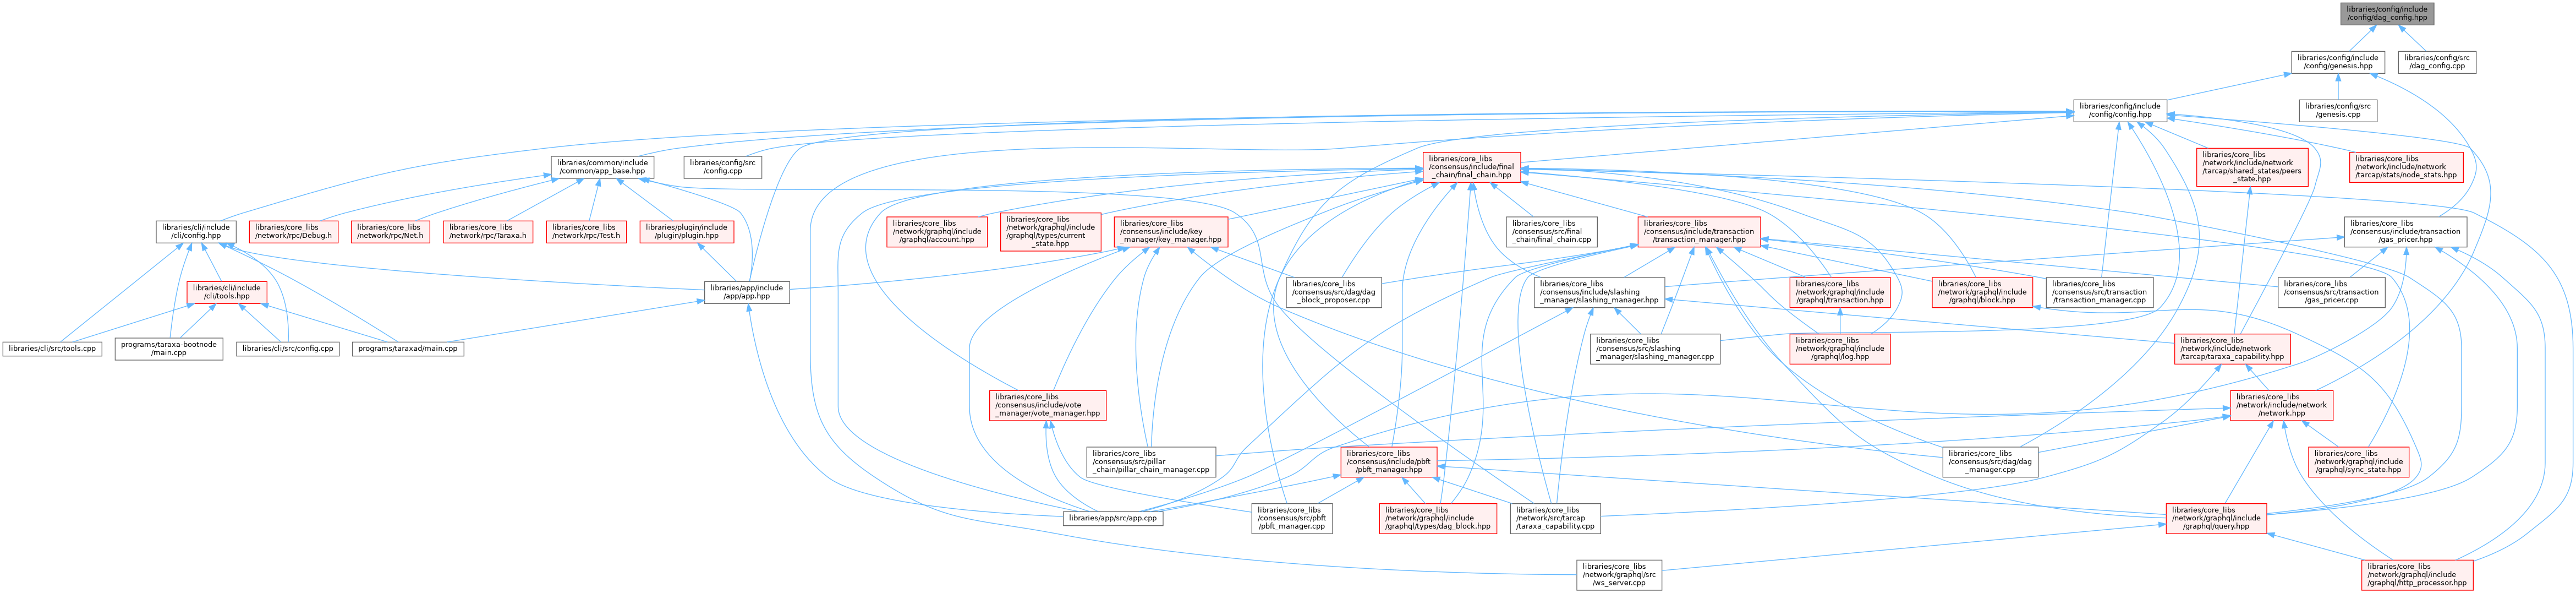 libraries/config/include
/config/dag_config.hpp
libraries/config/include
/config/genesis.hpp
libraries/config/src
/dag_config.cpp
libraries/config/include
/config/config.hpp
libraries/config/src
/genesis.cpp
libraries/common/include
/common/app_base.hpp
libraries/config/src
/config.cpp
libraries/core_libs
/consensus/include/final
_chain/final_chain.hpp
libraries/core_libs
/network/include/network
/tarcap/shared_states/peers
_state.hpp
libraries/core_libs
/network/include/network
/tarcap/stats/node_stats.hpp
libraries/cli/include
/cli/config.hpp
libraries/core_libs
/network/rpc/Debug.h
libraries/core_libs
/network/rpc/Net.h
libraries/core_libs
/network/rpc/Taraxa.h
libraries/core_libs
/network/rpc/Test.h
libraries/plugin/include
/plugin/plugin.hpp
libraries/core_libs
/network/graphql/include
/graphql/account.hpp
libraries/core_libs
/network/graphql/include
/graphql/types/current
_state.hpp
libraries/core_libs
/consensus/include/key
_manager/key_manager.hpp
libraries/core_libs
/consensus/src/final
_chain/final_chain.cpp
libraries/core_libs
/consensus/include/transaction
/transaction_manager.hpp
libraries/core_libs
/consensus/include/transaction
/gas_pricer.hpp
libraries/cli/include
/cli/tools.hpp
libraries/app/include
/app/app.hpp
libraries/core_libs
/consensus/src/dag/dag
_block_proposer.cpp
libraries/core_libs
/consensus/include/slashing
_manager/slashing_manager.hpp
libraries/core_libs
/network/graphql/include
/graphql/transaction.hpp
libraries/core_libs
/network/graphql/include
/graphql/block.hpp
libraries/core_libs
/consensus/src/transaction
/transaction_manager.cpp
libraries/core_libs
/consensus/src/transaction
/gas_pricer.cpp
libraries/cli/src/tools.cpp
programs/taraxa-bootnode
/main.cpp
libraries/cli/src/config.cpp
programs/taraxad/main.cpp
libraries/core_libs
/consensus/src/slashing
_manager/slashing_manager.cpp
libraries/core_libs
/network/graphql/include
/graphql/log.hpp
libraries/core_libs
/network/include/network
/tarcap/taraxa_capability.hpp
libraries/core_libs
/consensus/include/vote
_manager/vote_manager.hpp
libraries/core_libs
/network/include/network
/network.hpp
libraries/core_libs
/consensus/src/pillar
_chain/pillar_chain_manager.cpp
libraries/core_libs
/consensus/include/pbft
/pbft_manager.hpp
libraries/core_libs
/consensus/src/dag/dag
_manager.cpp
libraries/core_libs
/network/graphql/include
/graphql/sync_state.hpp
libraries/app/src/app.cpp
libraries/core_libs
/consensus/src/pbft
/pbft_manager.cpp
libraries/core_libs
/network/graphql/include
/graphql/types/dag_block.hpp
libraries/core_libs
/network/src/tarcap
/taraxa_capability.cpp
libraries/core_libs
/network/graphql/include
/graphql/query.hpp
libraries/core_libs
/network/graphql/src
/ws_server.cpp
libraries/core_libs
/network/graphql/include
/graphql/http_processor.hpp